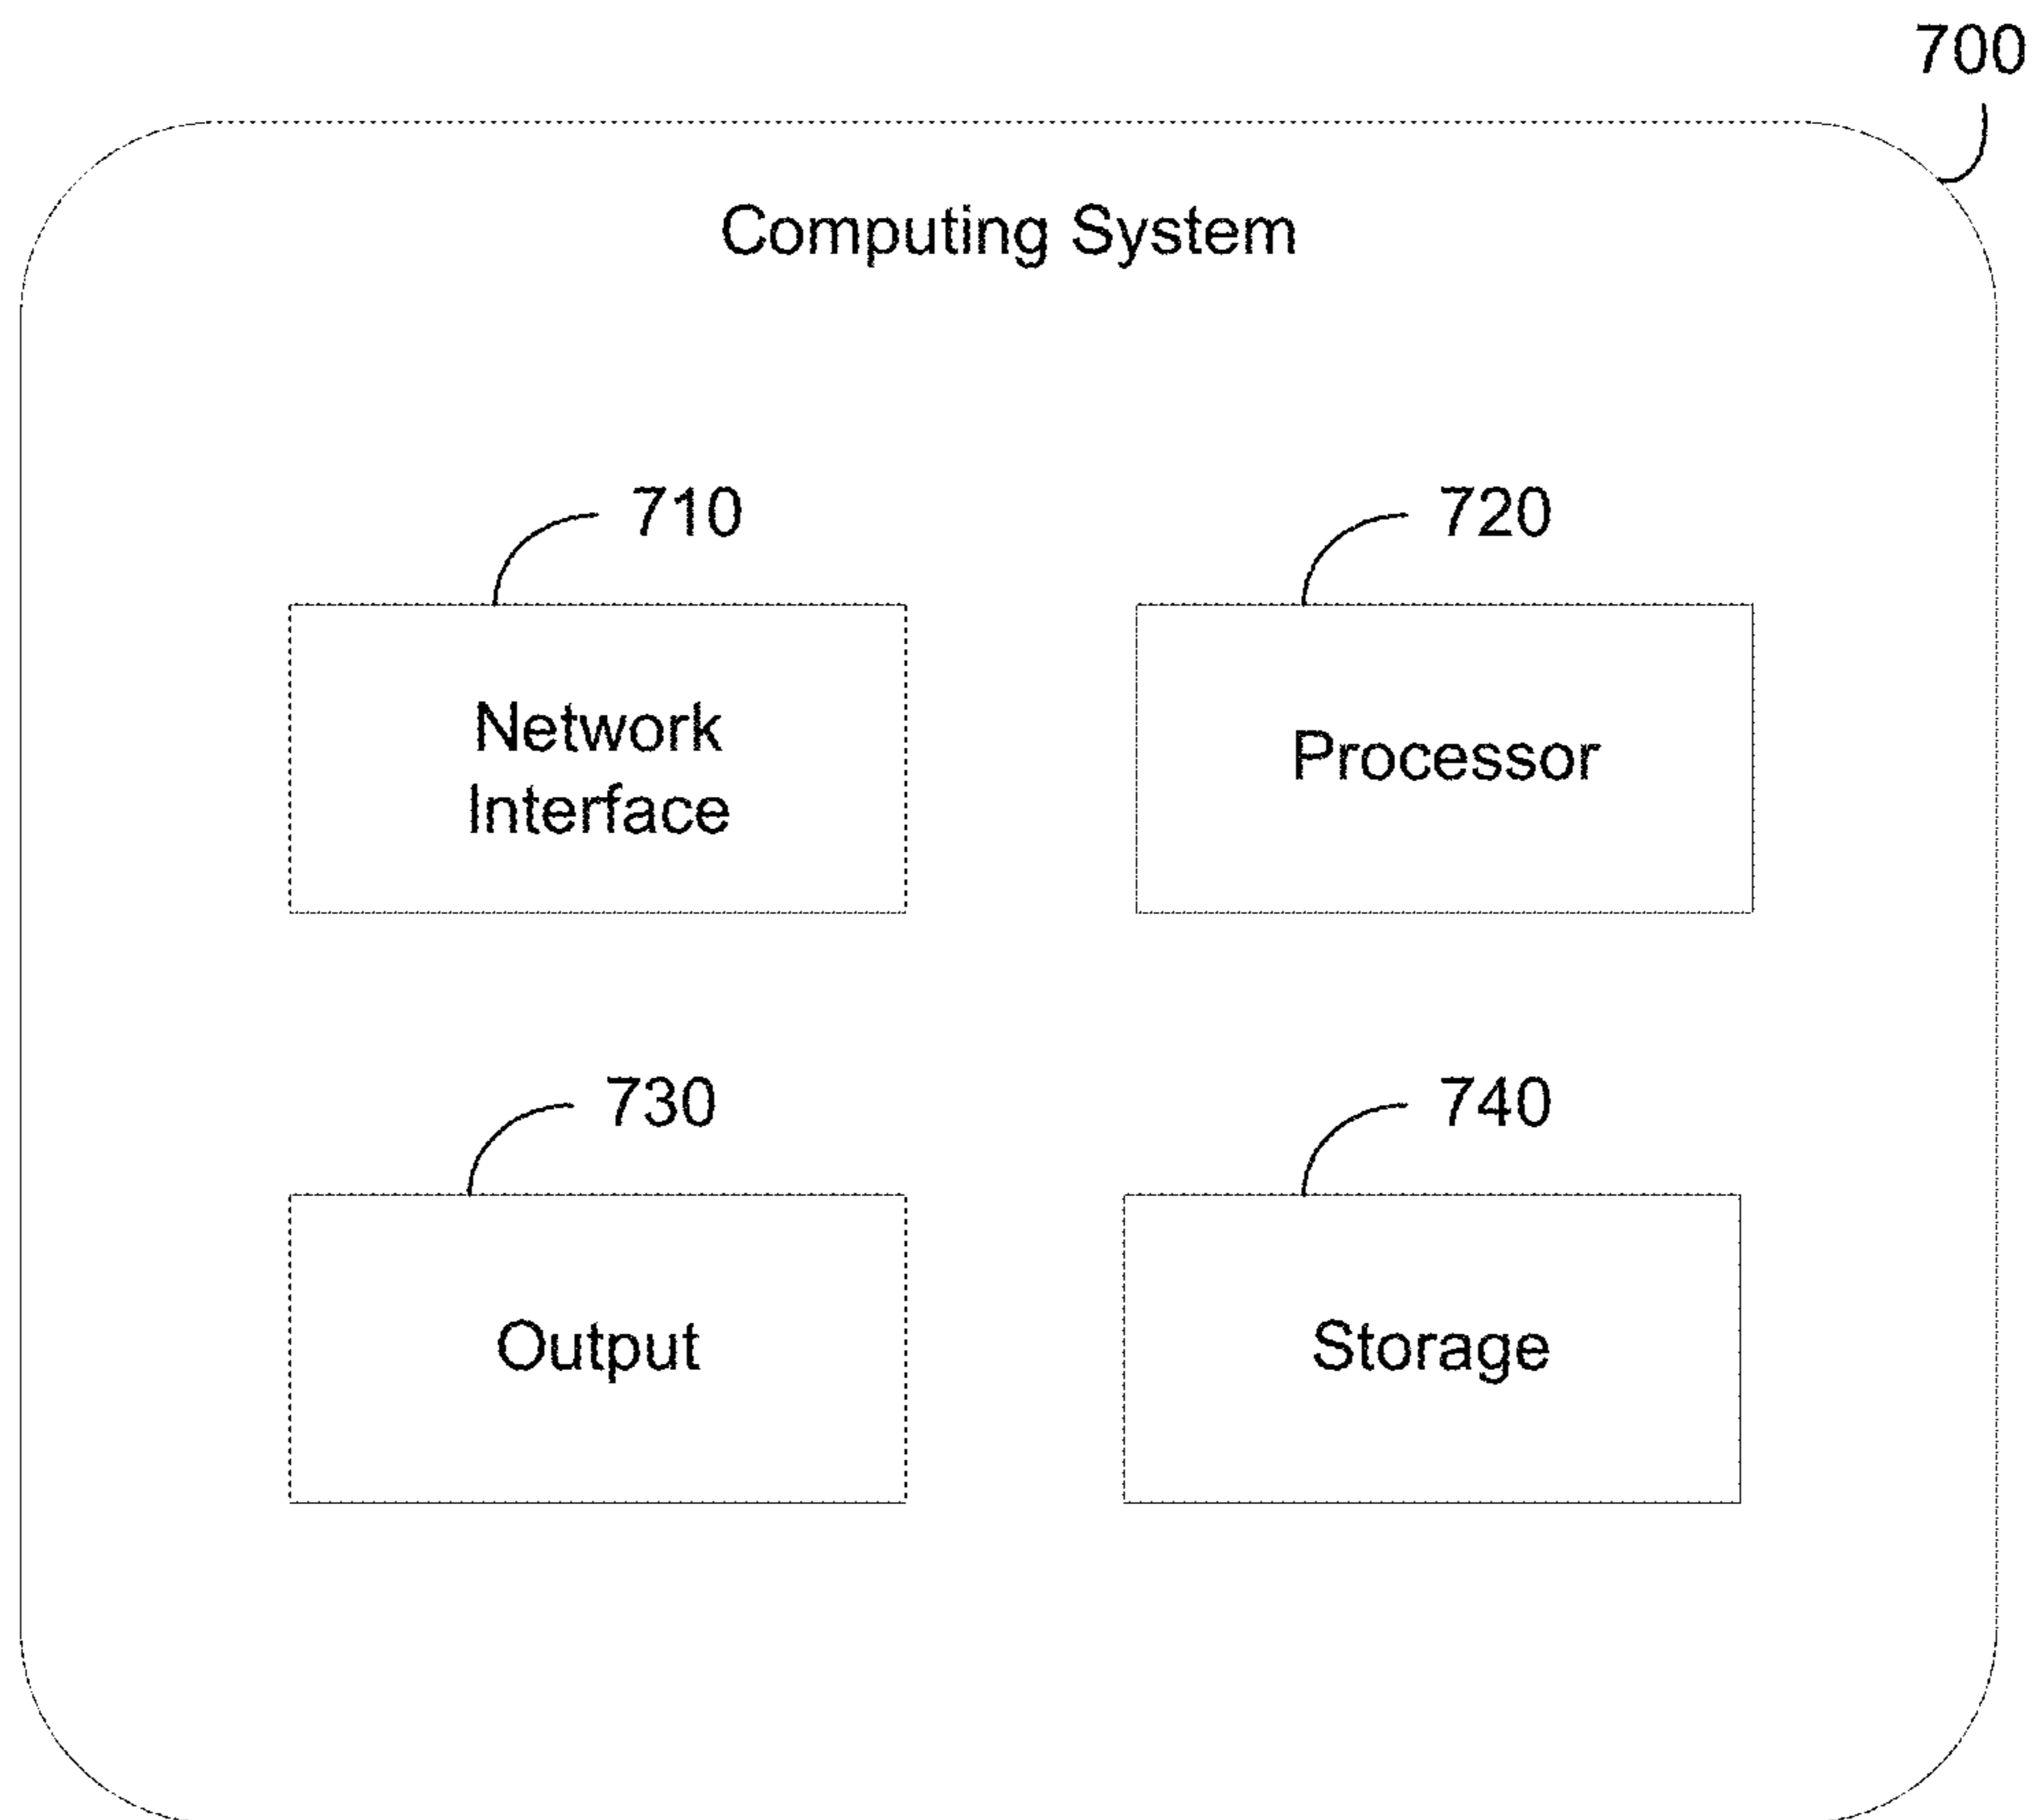 700
Computing System
710
720
Network
Interface
Processor
730
740
Output
Storage